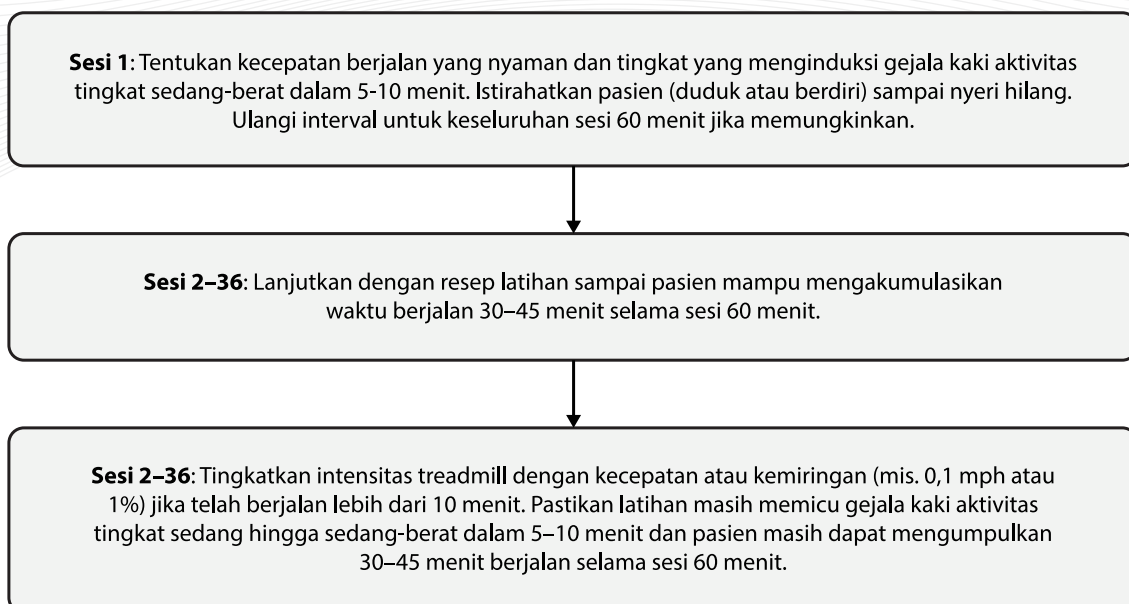 Sesi 1: Tentukan kecepatan berjalan yang nyaman dan tingkat yang menginduksi gejala kaki aktivitas
tingkat sedang-berat dalam 5-10 menit. Istirahatkan pasien (duduk atau berdiri) sampai nyeri hilang.
Ulangi interval untuk keseluruhan sesi 60 menit jika memungkinkan.
Sesi 2–36: Lanjutkan dengan resep latihan sampai pasien mampu mengakumulasikan
waktu berjalan 30–45 menit selama sesi 60 menit.
Sesi 2–36: Tingkatkan intensitas treadmill dengan kecepatan atau kemiringan (mis. 0,1 mph atau
1%) jika telah berjalan lebih dari 10 menit. Pastikan latihan masih memicu gejala kaki aktivitas
tingkat sedang hingga sedang-berat dalam 5–10 menit dan pasien masih dapat mengumpulkan
30–45 menit berjalan selama sesi 60 menit.